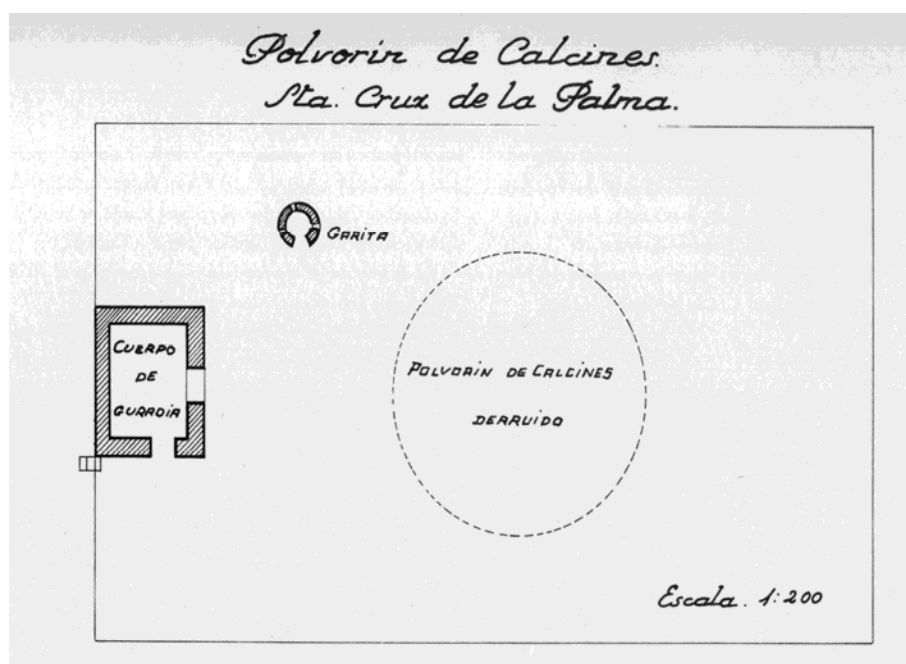 Polvorin de Calcines.
Sta. Cruz de la Palma.
GARITA
CUERPO
DE
GUARDIA
POLVORIN DE CALCINES
DERRUIDO
Escala. 1:200